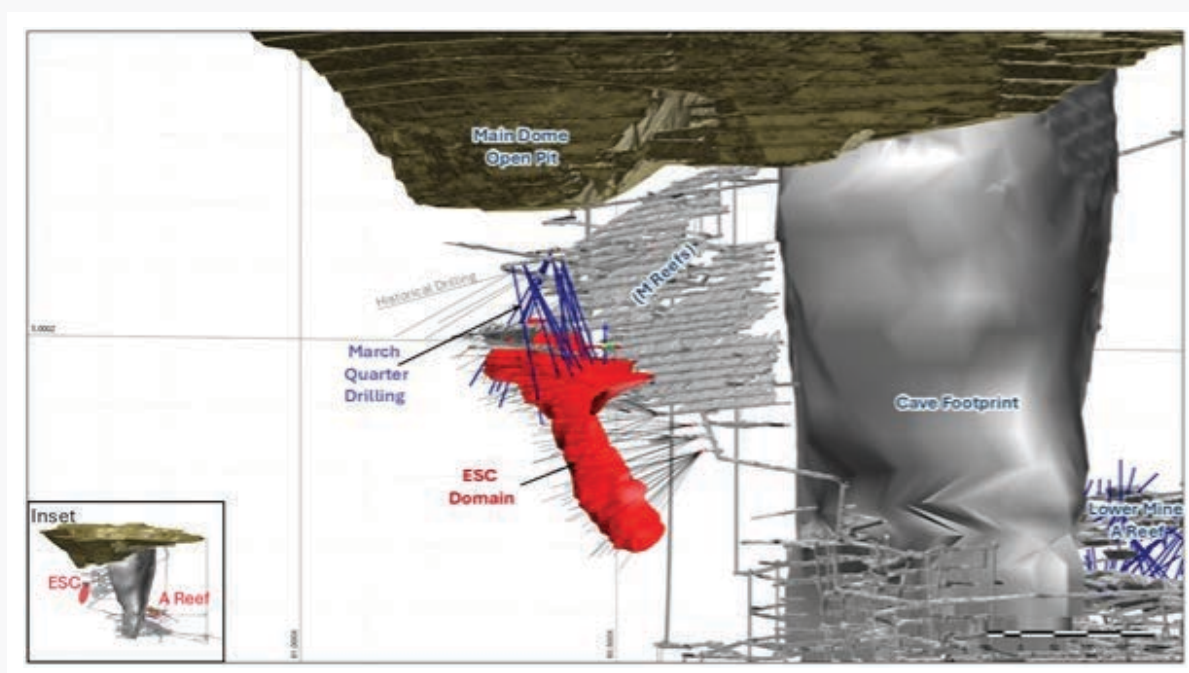 Main Dome
Open Pit
(M Reefs)
Historical Drilling
March
Quarter
Drilling
Cave Footprint
ESC
Domain
Lower Mine
A Reef
Inset
ESC
A Reef